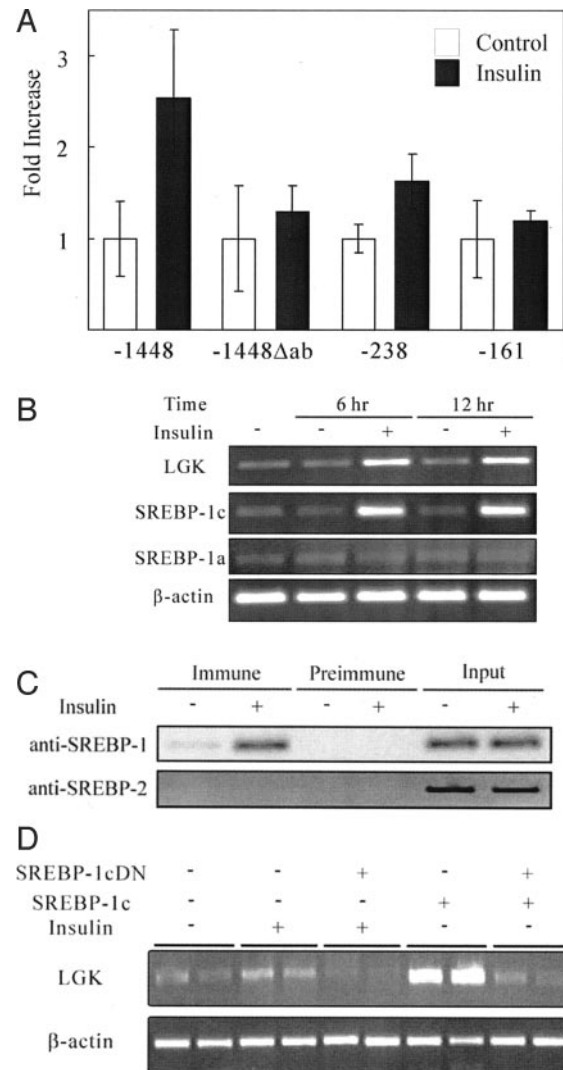 A
Control
Insulin
Fold Increase
3
2
1
-1448 -1448Δab -238 -161
B
Time 6 hr 12 hr
Insulin - - + - +
LGK
SREBP-1c
SREBP-1a
β-actin
C
Immune Preimmune Input
Insulin - + - + - +
anti-SREBP-1
anti-SREBP-2
D
SREBP-1cDN - - + - +
SREBP-1c - - - + +
Insulin - + + - -
LGK
β-actin